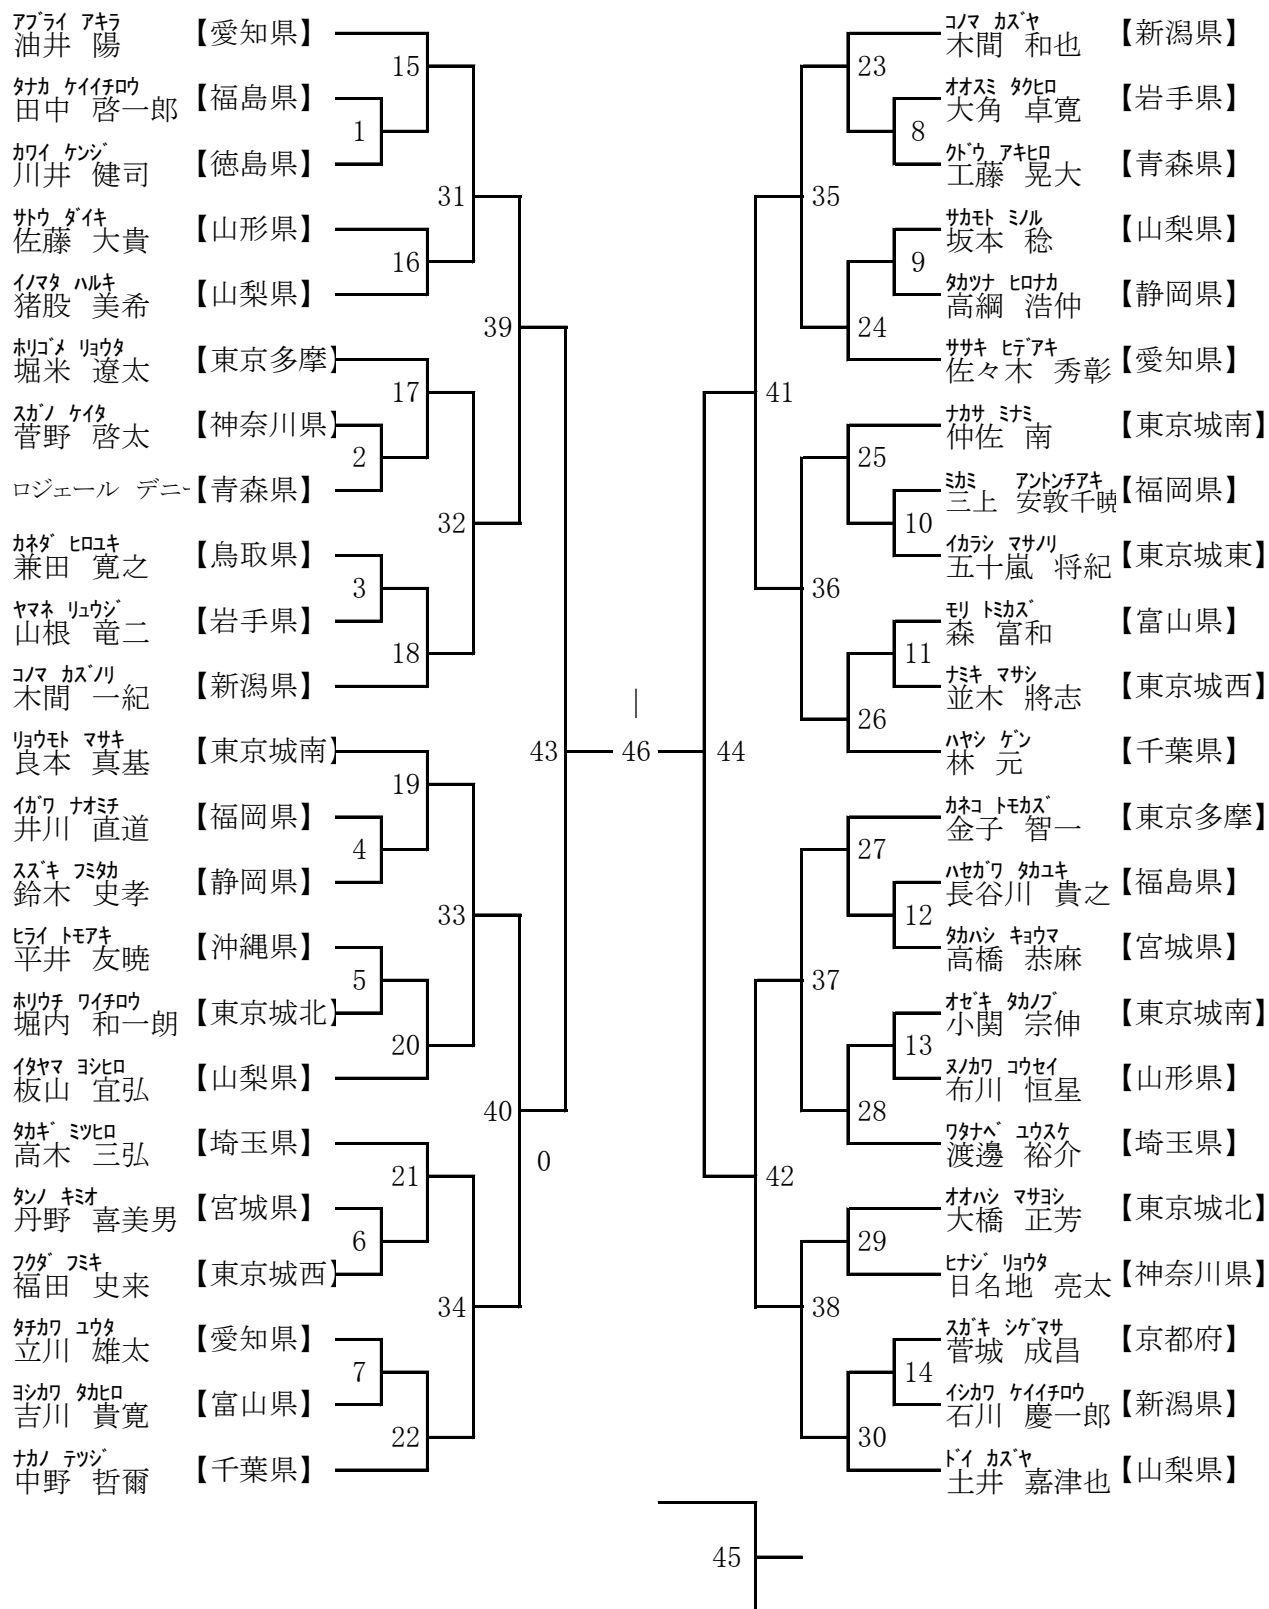 アブライ アキラ
油井 陽 【愛知県】
15
タナカ ケイイチロウ
田中 啓一郎 【福島県】
1
カワイ ケンジ
川井 健司 【徳島県】
31
サトウ ダイキ
佐藤 大貴 【山形県】
16
イノマタ ハルキ
猪股 美希 【山梨県】
39
ホリゴメ リョウタ
堀米 遼太 【東京多摩】
17
スガノ ケイタ
菅野 啓太 【神奈川県】
2
ロジェール デニー 【青森県】
32
カネダ ヒロユキ
兼田 寛之 【鳥取県】
3
ヤマネ リュウジ
山根 竜二 【岩手県】
18
コノマ カズノリ
木間 一紀 【新潟県】
43
リョウモト マサキ
良本 真基 【東京城南】
19
イガワ ナオミチ
井川 直道 【福岡県】
4
スズキ フミタカ
鈴木 史孝 【静岡県】
33
ヒライ トモアキ
平井 友暁 【沖縄県】
5
ホリウチ ワイチロウ
堀内 和一朗 【東京城北】
20
イタヤマ ヨシヒロ
板山 宜弘 【山梨県】
40
タカギ ミツヒロ
高木 三弘 【埼玉県】
0
21
タンノ キミオ
丹野 喜美男 【宮城県】
6
フクダ フミキ
福田 史来 【東京城西】
34
タチカワ ユウタ
立川 雄太 【愛知県】
7
ヨシカワ タカヒロ
吉川 貴寛 【富山県】
22
ナカノ テツジ
中野 哲爾 【千葉県】
|
46
コノマ カズヤ
木間 和也 【新潟県】
23
オオスミ タクヒロ
大角 卓寛 【岩手県】
8
クドウ アキヒロ
工藤 晃大 【青森県】
35
サカモト ミノル
坂本 稔 【山梨県】
9
タカツナ ヒロナカ
高綱 浩仲 【静岡県】
24
ササキ ヒデアキ
佐々木 秀彰 【愛知県】
41
ナカサ ミナミ
仲佐 南 【東京城南】
25
ミカミ アントンチアキ
三上 安敦千暁 【福岡県】
10
イカラシ マサノリ
五十嵐 将紀 【東京城東】
36
モリ トミカズ
森 富和 【富山県】
11
ナミキ マサシ
並木 將志 【東京城西】
26
ハヤシ ゲン
林 元 【千葉県】
44
カネコ トモカズ
金子 智一 【東京多摩】
27
ハセガワ タカユキ
長谷川 貴之 【福島県】
12
タカハシ キョウマ
高橋 恭麻 【宮城県】
37
オゼキ タカノブ
小関 宗伸 【東京城南】
13
ヌノカワ コウセイ
布川 恒星 【山形県】
28
ワタナベ ユウスケ
渡邊 裕介 【埼玉県】
42
オオハシ マサヨシ
大橋 正芳 【東京城北】
29
ヒナジ リョウタ
日名地 亮太 【神奈川県】
38
スガキ シゲマサ
菅城 成昌 【京都府】
14
イシカワ ケイイチロウ
石川 慶一郎 【新潟県】
30
ドイ カズヤ
土井 嘉津也 【山梨県】
45